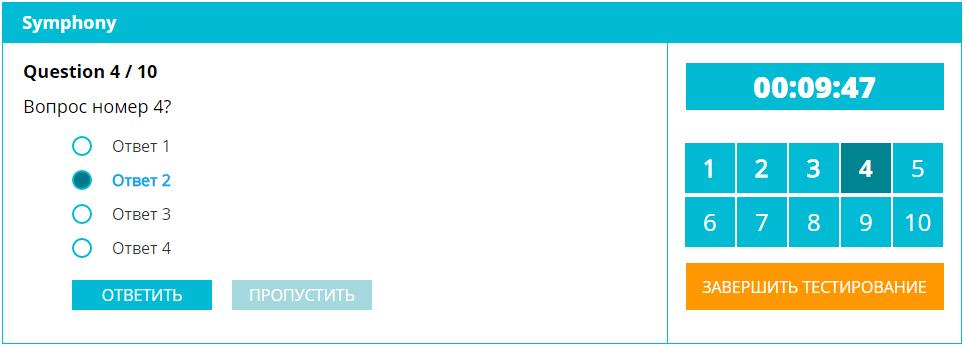 Symphony
Question 4 / 10
Вопрос номер 4?
Ответ 1
Ответ 2
Ответ 3
Ответ 4
ОТВЕТИТЬ ПРОПУСТИТЬ
00:09:47
1 2 3 4 5
6 7 8 9 10
ЗАВЕРШИТЬ ТЕСТИРОВАНИЕ